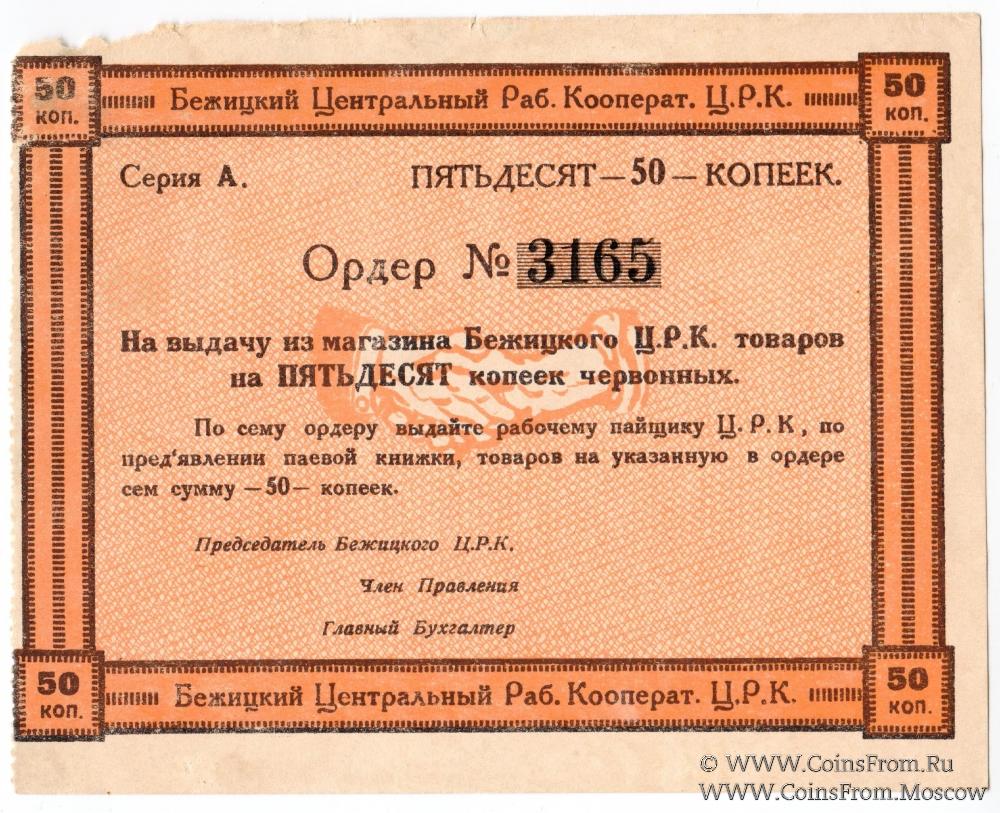 50 коп.
Бежицкий Центральный Раб. Кооперат. Ц.Р.К.
50 коп.
Серия А.
ПЯТЬДЕСЯТ—50—КОПЕЕК.
Ордер № 3165
На выдачу из магазина Бежицкого Ц.Р.К. товаров
на ПЯТЬДЕСЯТ копеек червонных.
По сему ордеру выдайте рабочему пайщику Ц. Р. К, по
пред‘явлении паевой книжки, товаров на указанную в ордере
сем сумму —50— копеек.
Председатель Бежицкого Ц.Р.К.
Член Правления
Главный Бухгалтер
50 коп.
Бежицкий Центральный Раб. Кооперат. Ц.Р.К.
50 коп.
© WWW.CoinsFrom.Ru
WWW.CoinsFrom.Moscow